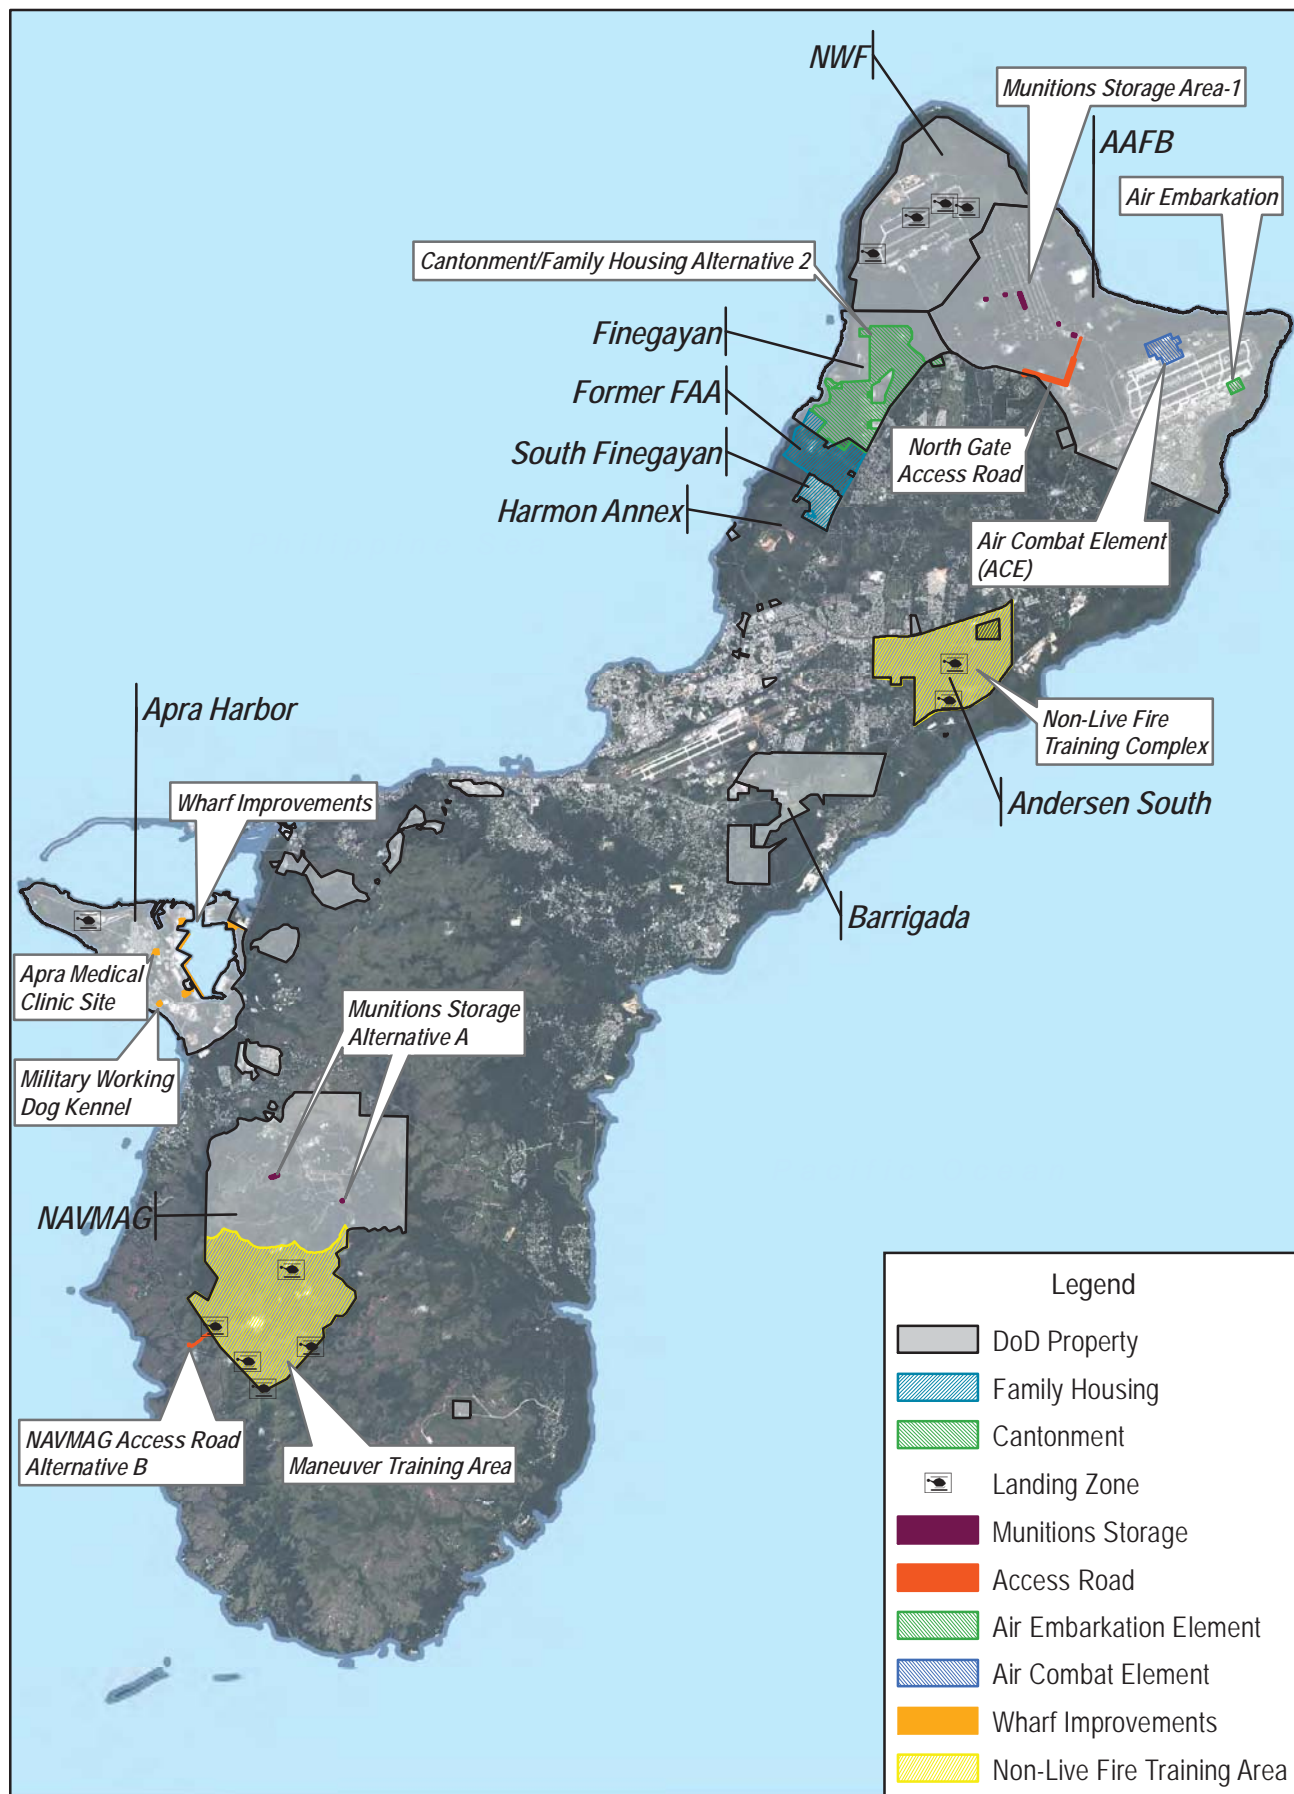 NWF
Munitions Storage Area-1
AAFB
Air Embarkation
Cantonment/Family Housing Alternative 2
Finegayan
Former FAA
South Finegayan
Harmon Annex
North Gate
Access Road
Air Combat Element
(ACE)
Apra Harbor
Non-Live Fire
Training Complex
Wharf Improvements
Andersen South
Barrigada
Apra Medical
Clinic Site
Munitions Storage
Alternative A
Military Working
Dog Kennel
NAVMAG
NAVMAG Access Road
Alternative B
Maneuver Training Area
Legend
DoD Property
Family Housing
Cantonment
Landing Zone
Munitions Storage
Access Road
Air Embarkation Element
Air Combat Element
Wharf Improvements
Non-Live Fire Training Area